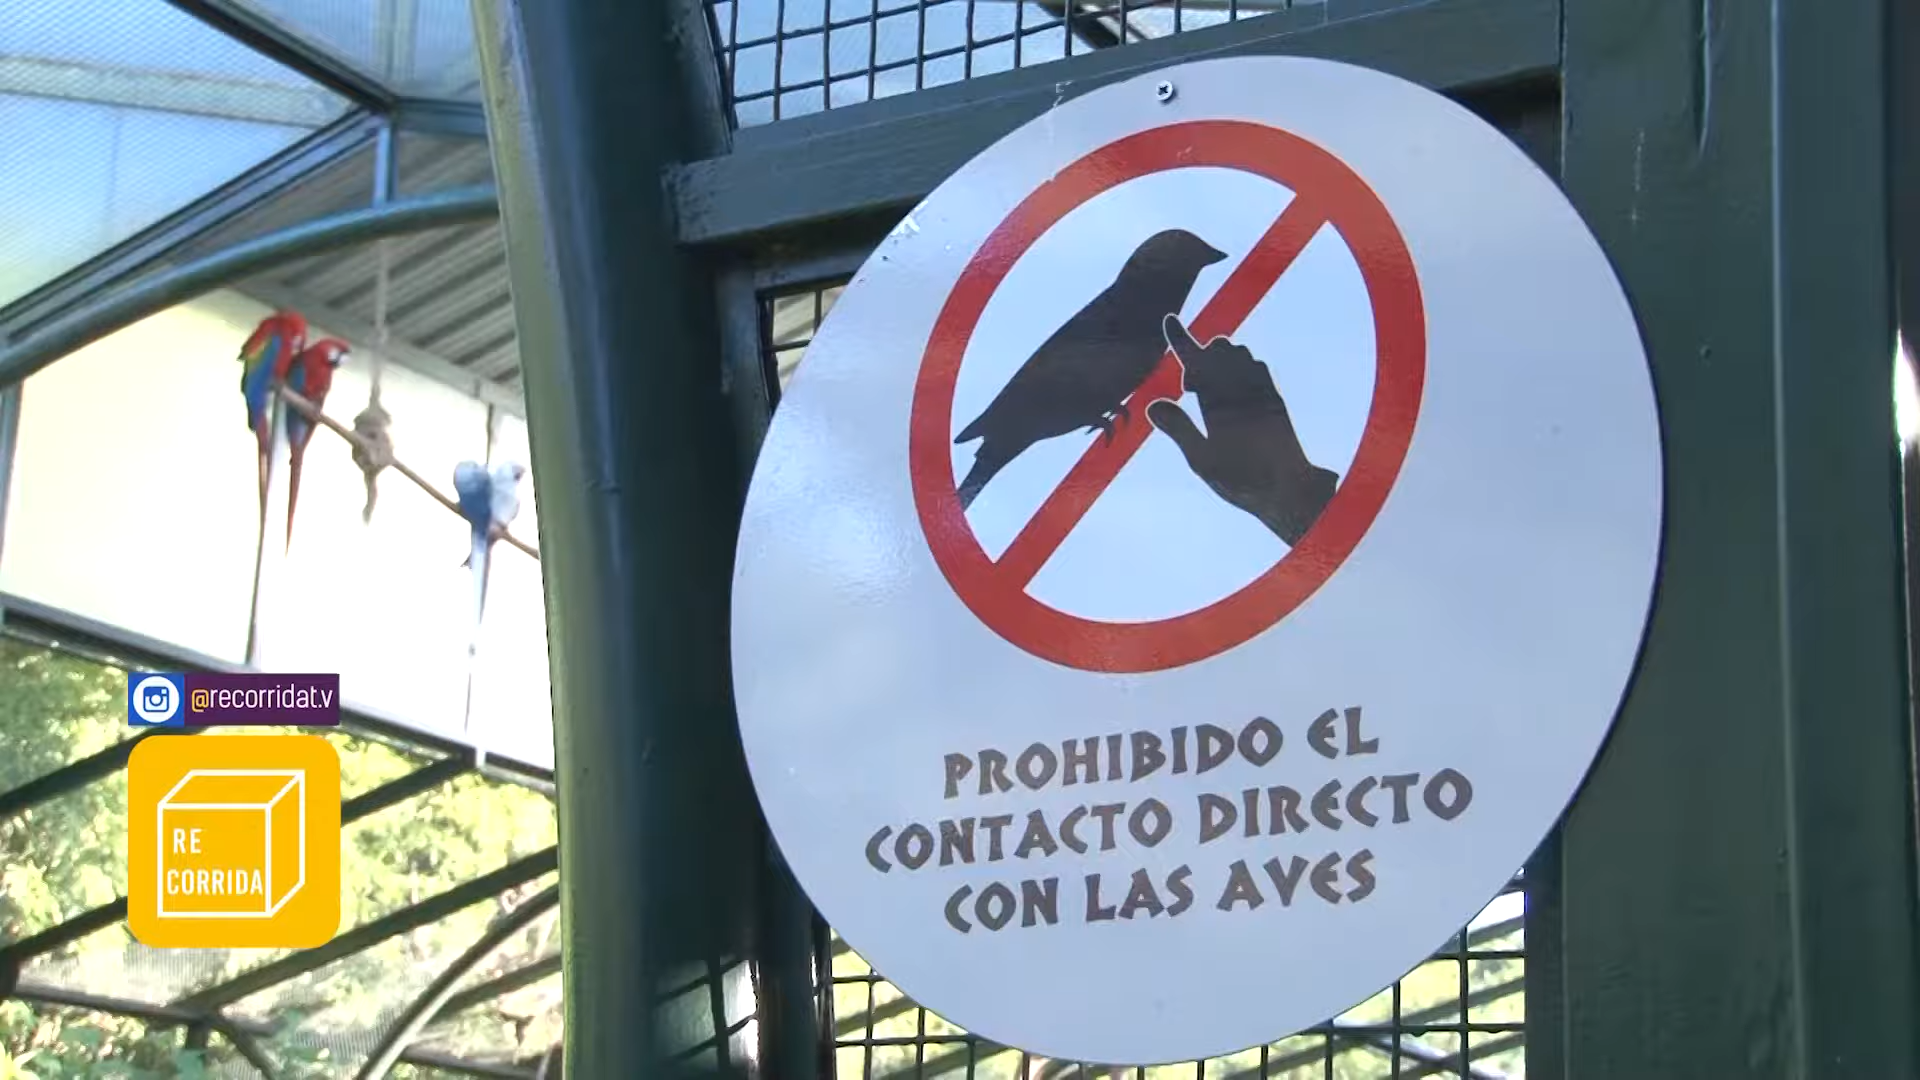 PROHIBIDO EL
CONTACTO DIRECTO
CON LAS AVES
@recorridat.v
RE
CORRIDA